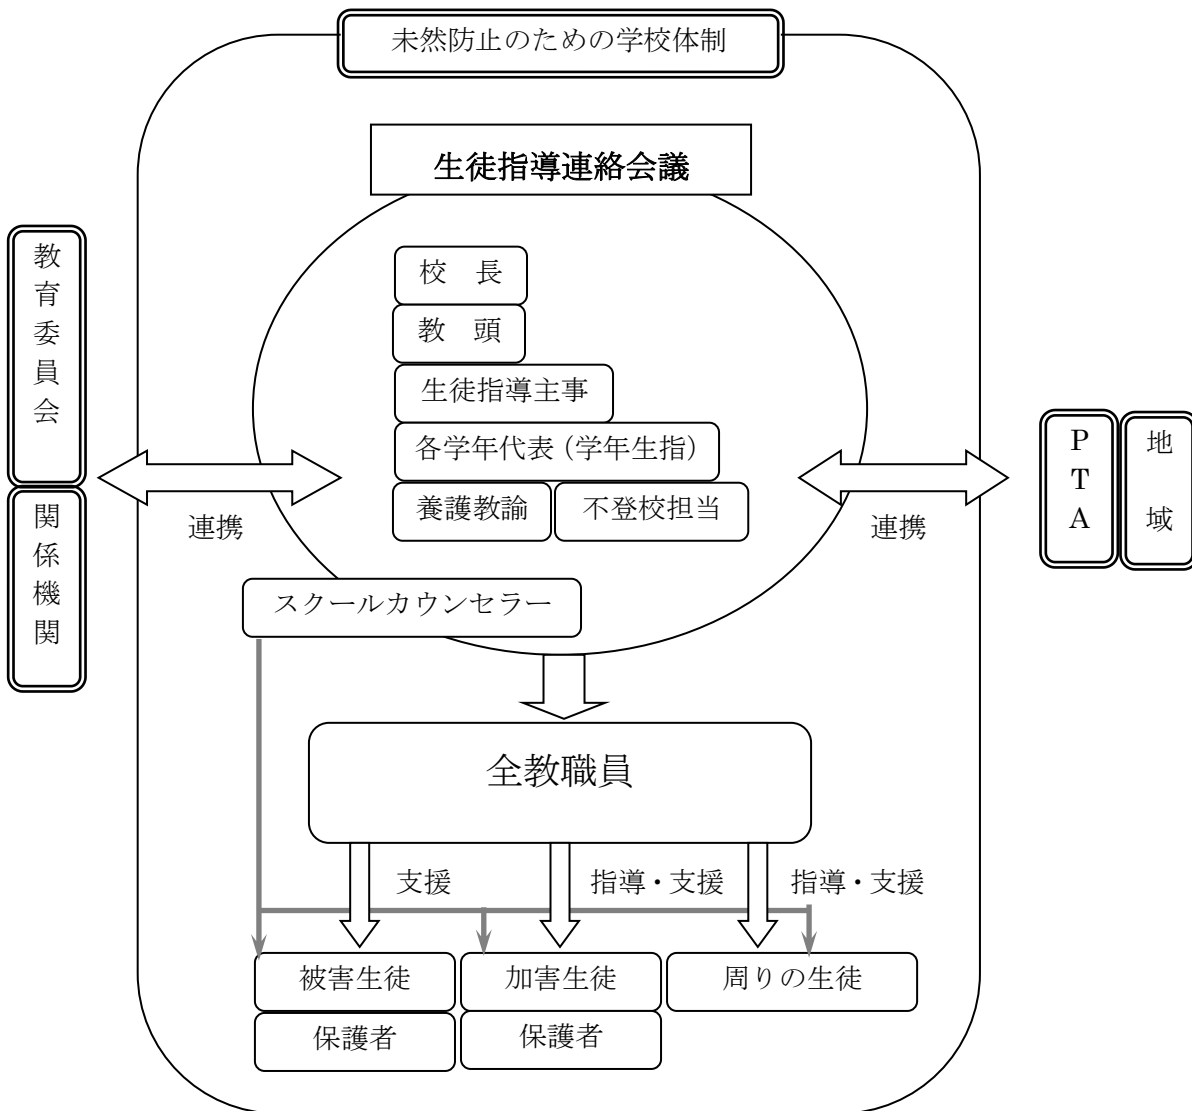 未然防止のための学校体制
生徒指導連絡会議
校　長
教　頭
生徒指導主事
各学年代表（学年生指）
養護教諭
不登校担当
スクールカウンセラー
教育委員会
関係機関
連携
連携
PTA
地域
全教職員
支援
指導・支援
指導・支援
被害生徒
加害生徒
周りの生徒
保護者
保護者